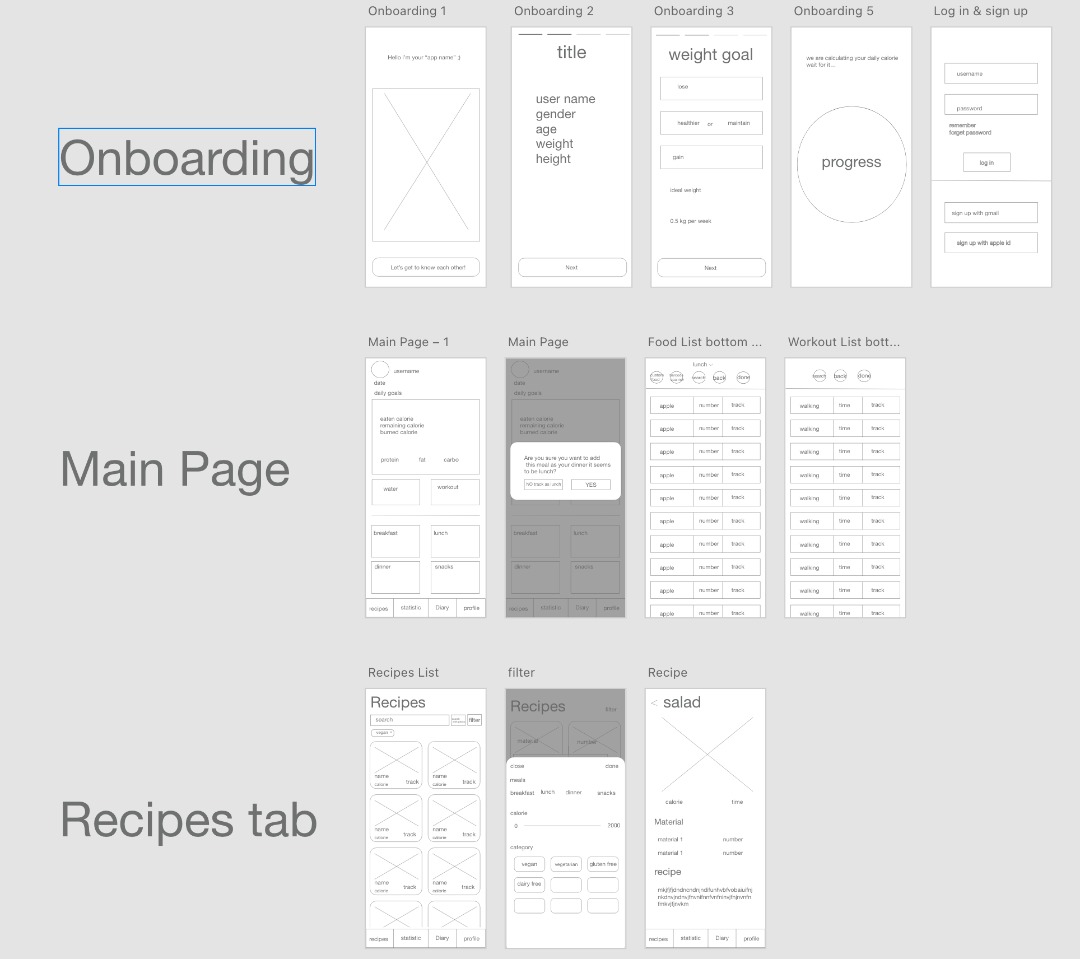 Onboarding 1
Onboarding 2
Onboarding 3
Onboarding 5
Log in & sign up
Onboarding
Hello I'm your "app name" :)
Let's get to know each other!
title
user name
gender
age
weight
height
Next
weight goal
lose
healthier or maintain
gain
ideal weight
0.5 kg per week
Next
we are calculating your daily calorie
wait for it...
progress
username
password
remember
forget password
log in
sign up with gmail
sign up with apple id
Main Page – 1
Main Page
Food List bottom ...
Workout List bott...
Main Page
username
date
daily goals
eaten calorie
remaining calorie
burned calorie
protein fat carbo
water workout
breakfast lunch
dinner snacks
recipes statistic Diary profile
username
date
daily goals
eaten calorie
remaining calorie
burned calorie
Are you sure you want to add
this meal as your dinner it seems
to be lunch?
NO track as lunch YES
breakfast lunch
dinner snacks
recipes statistic Diary profile
lunch
search back done
apple number track
apple number track
apple number track
apple number track
apple number track
apple number track
apple number track
apple number track
apple number track
apple number track
search back done
walking time track
walking time track
walking time track
walking time track
walking time track
walking time track
walking time track
walking time track
walking time track
walking time track
Recipes List
filter
Recipe
Recipes tab
Recipes
search filter
vegan
name name
calorie track calorie track
name name
calorie track calorie track
name name
calorie track calorie track
recipes statistic Diary profile
Recipes filter
material number
close done
meals
breakfast lunch dinner snacks
calorie
0 2000
category
vegan vegetarian gluten free
dairy free
< salad
calorie time
Material
material 1 number
material 1 number
recipe
recipes statistic Diary profile